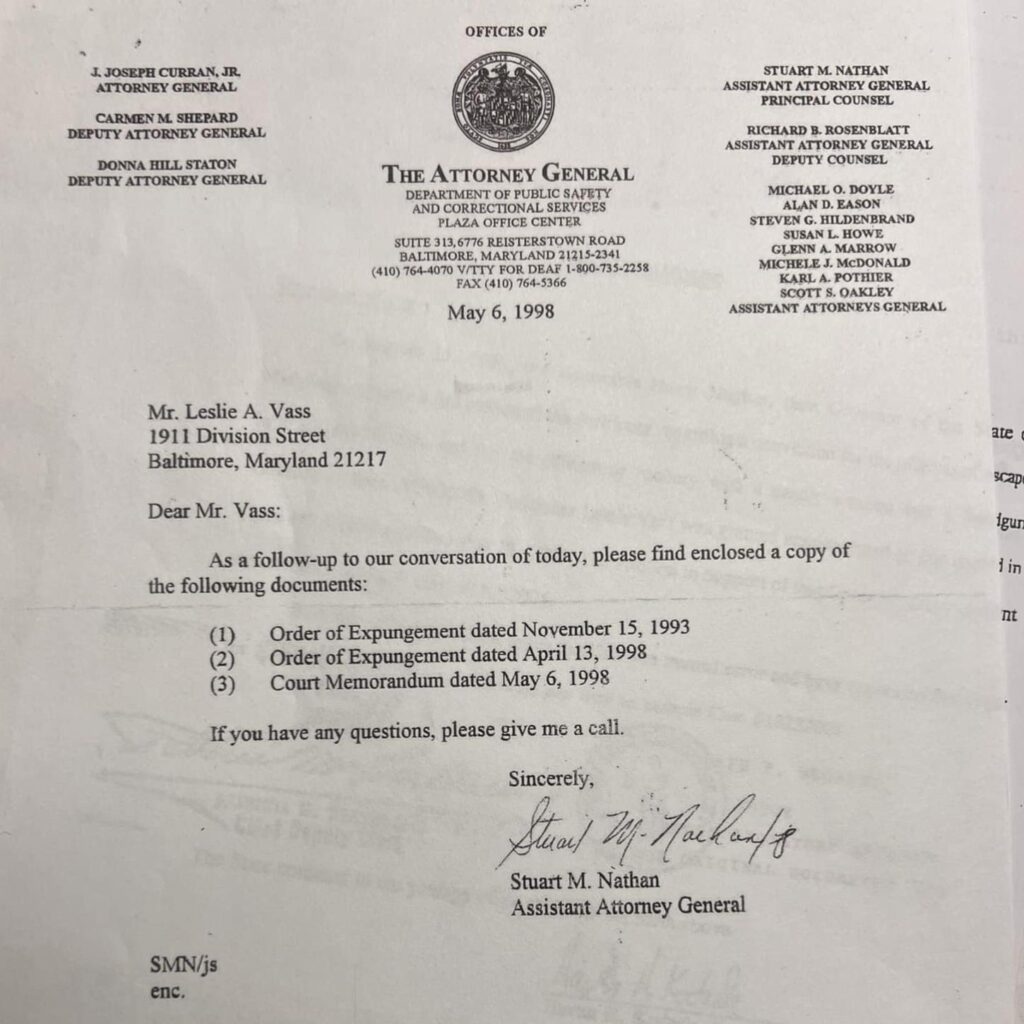 OFFICES OF
J. JOSEPH CURRAN, JR.
ATTORNEY GENERAL
CARMEN M. SHEPARD
DEPUTY ATTORNEY GENERAL
DONNA HILL STATON
DEPUTY ATTORNEY GENERAL
THE ATTORNEY GENERAL
DEPARTMENT OF PUBLIC SAFETY
AND CORRECTIONAL SERVICES
PLAZA OFFICE CENTER
SUITE 313,6776 REISTERSTOWN ROAD
BALTIMORE, MARYLAND 21215-2341
(410) 764-4070 V/TTY FOR DEAF 1-800-735-2258
FAX (410) 764-5366
STUART M. NATHAN
ASSISTANT ATTORNEY GENERAL
PRINCIPAL COUNSEL
RICHARD B. ROSENBLATT
ASSISTANT ATTORNEY GENERAL
DEPUTY COUNSEL
MICHAEL O. DOYLE
ALAN D. EASON
STEVEN G. HILDENBRAND
SUSAN L. HOWE
GLENN A. MARROW
MICHELE J. McDONALD
KARL A. POTHIER
SCOTT S. OAKLEY
ASSISTANT ATTORNEYS GENERAL
May 6, 1998
Mr. Leslie A. Vass
1911 Division Street
Baltimore, Maryland 21217
Dear Mr. Vass:
As a follow-up to our conversation of today, please find enclosed a copy of
the following documents:
(1) Order of Expungement dated November 15, 1993
(2) Order of Expungement dated April 13, 1998
(3) Court Memorandum dated May 6, 1998
If you have any questions, please give me a call.
Sincerely,
Stuart M. Nathan/js
Stuart M. Nathan
Assistant Attorney General
SMN/js
enc.